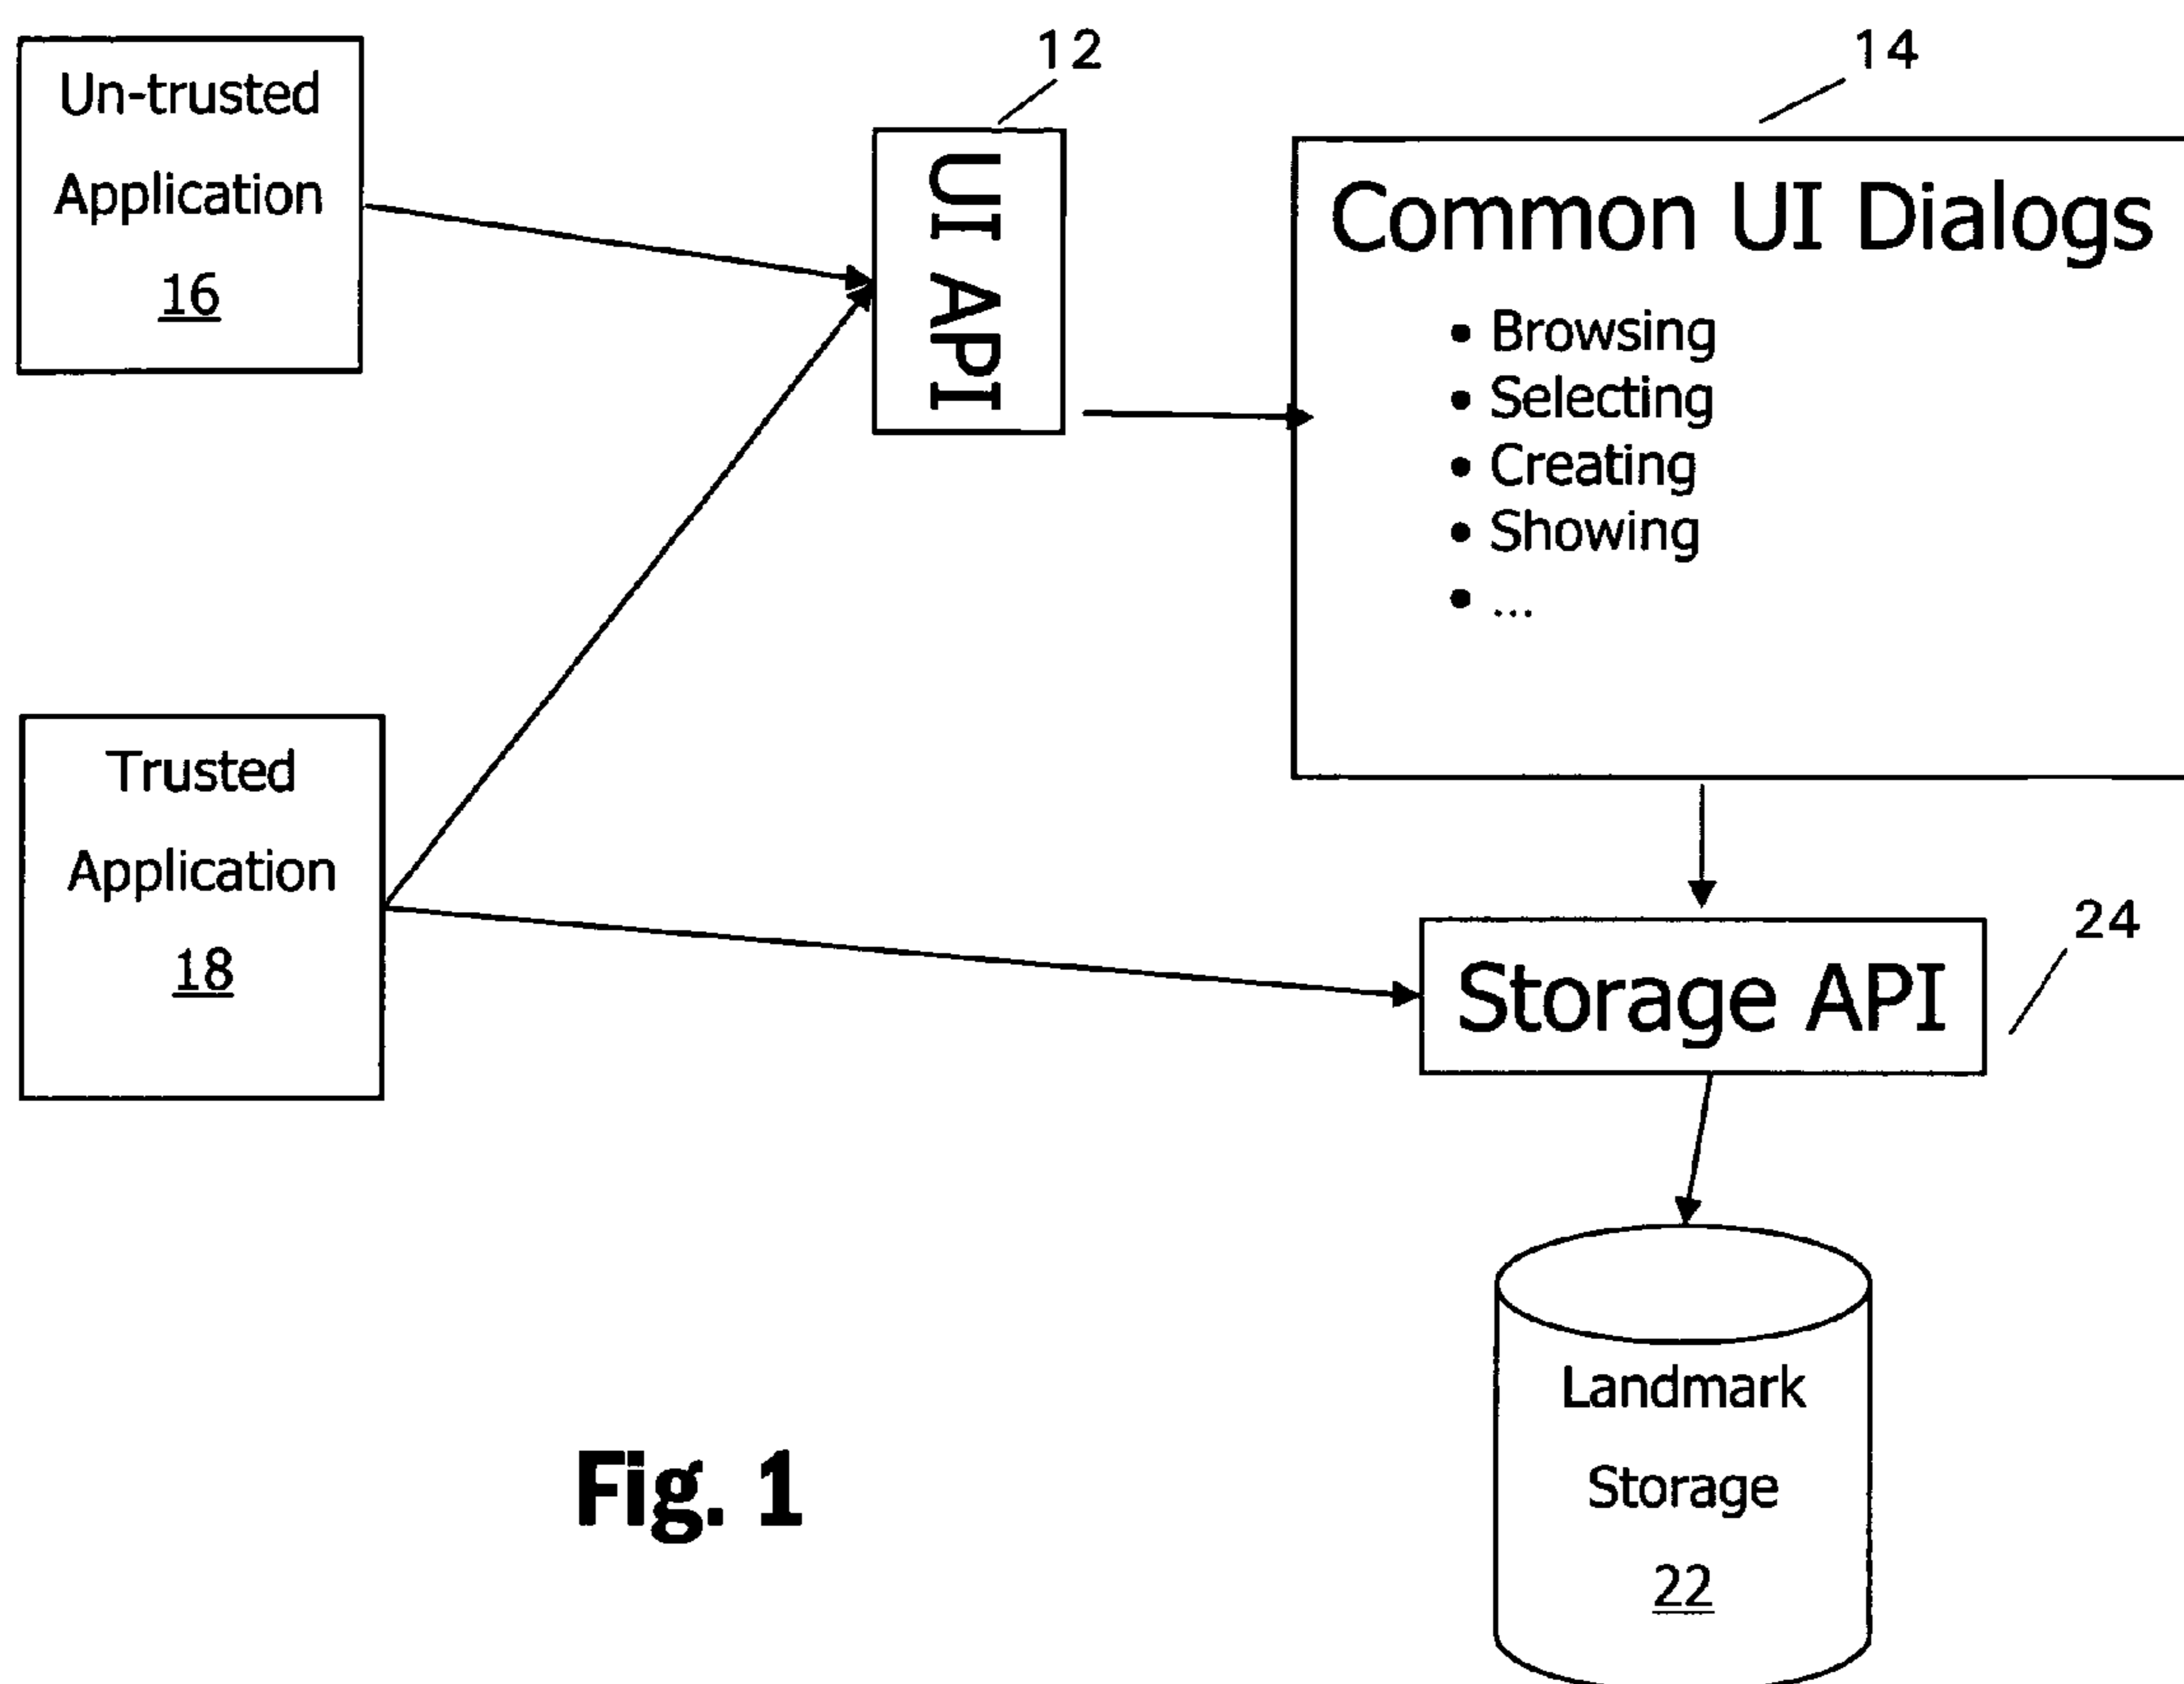 12
14
Un-trusted
Application
16
UI API
Common UI Dialogs
• Browsing
• Selecting
• Creating
• Showing
• ...
Trusted
Application
18
24
Storage API
Landmark
Storage
22
Fig. 1